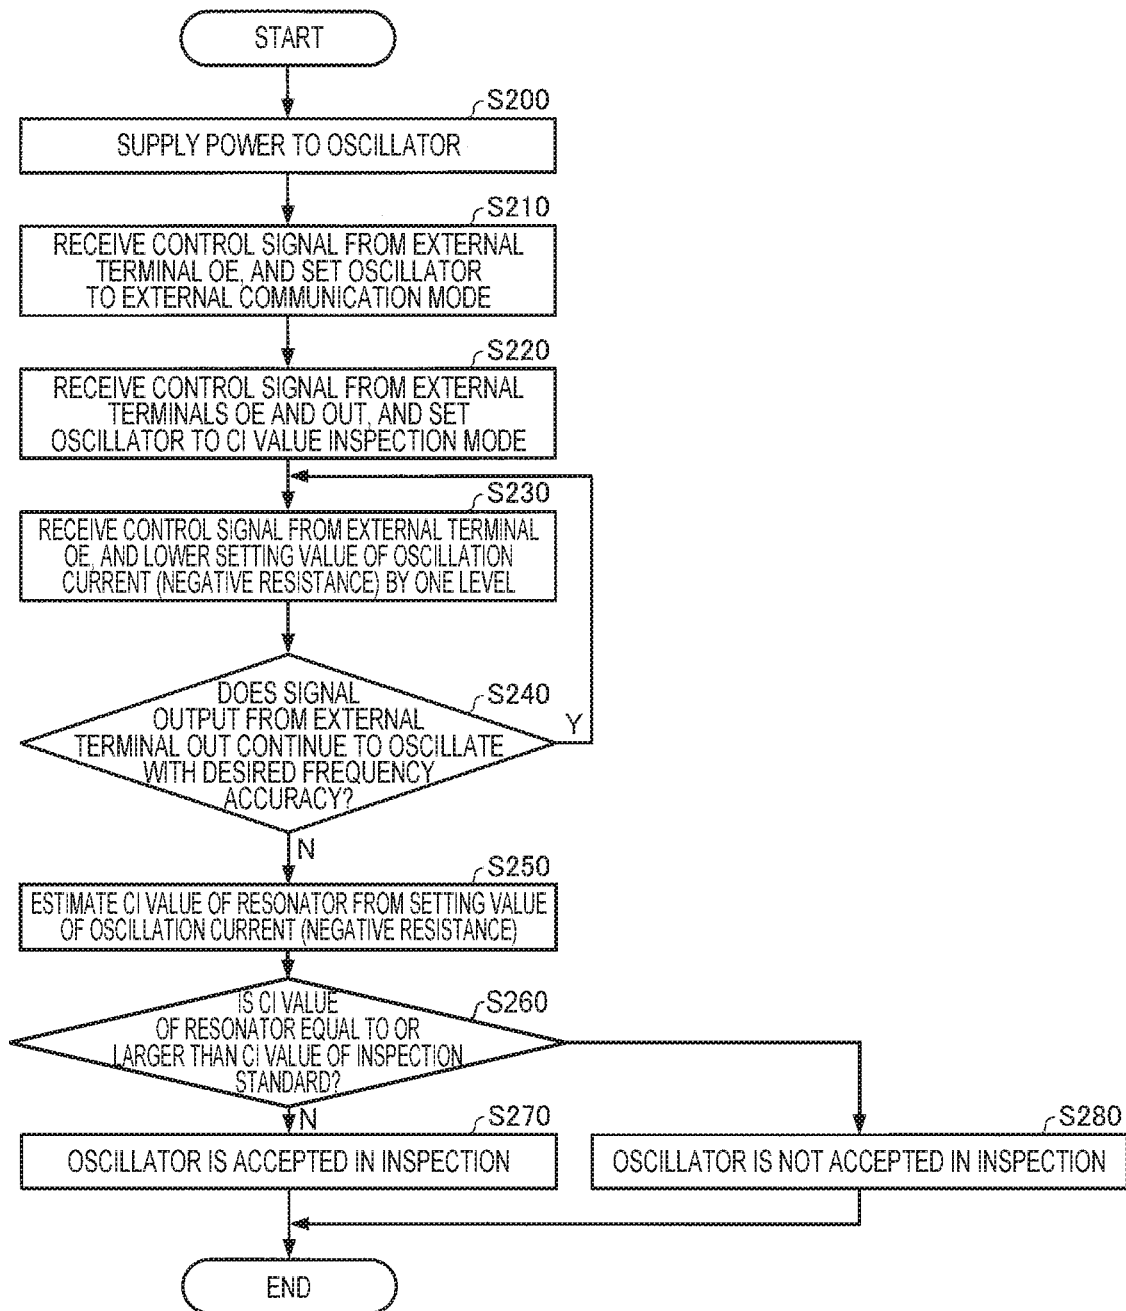 START
S200
SUPPLY POWER TO OSCILLATOR
S210
RECEIVE CONTROL SIGNAL FROM EXTERNAL
TERMINAL OE, AND SET OSCILLATOR
TO EXTERNAL COMMUNICATION MODE
S220
RECEIVE CONTROL SIGNAL FROM EXTERNAL
TERMINALS OE AND OUT, AND SET
OSCILLATOR TO CI VALUE INSPECTION MODE
S230
RECEIVE CONTROL SIGNAL FROM EXTERNAL TERMINAL
OE, AND LOWER SETTING VALUE OF OSCILLATION
CURRENT (NEGATIVE RESISTANCE) BY ONE LEVEL
S240
DOES SIGNAL
OUTPUT FROM EXTERNAL
TERMINAL OUT CONTINUE TO OSCILLATE
WITH DESIRED FREQUENCY
ACCURACY?
Y
N
S250
ESTIMATE CI VALUE OF RESONATOR FROM SETTING VALUE
OF OSCILLATION CURRENT (NEGATIVE RESISTANCE)
S260
IS CI VALUE
OF RESONATOR EQUAL TO OR
LARGER THAN CI VALUE OF INSPECTION
STANDARD?
N
S270
OSCILLATOR IS ACCEPTED IN INSPECTION
S280
OSCILLATOR IS NOT ACCEPTED IN INSPECTION
END